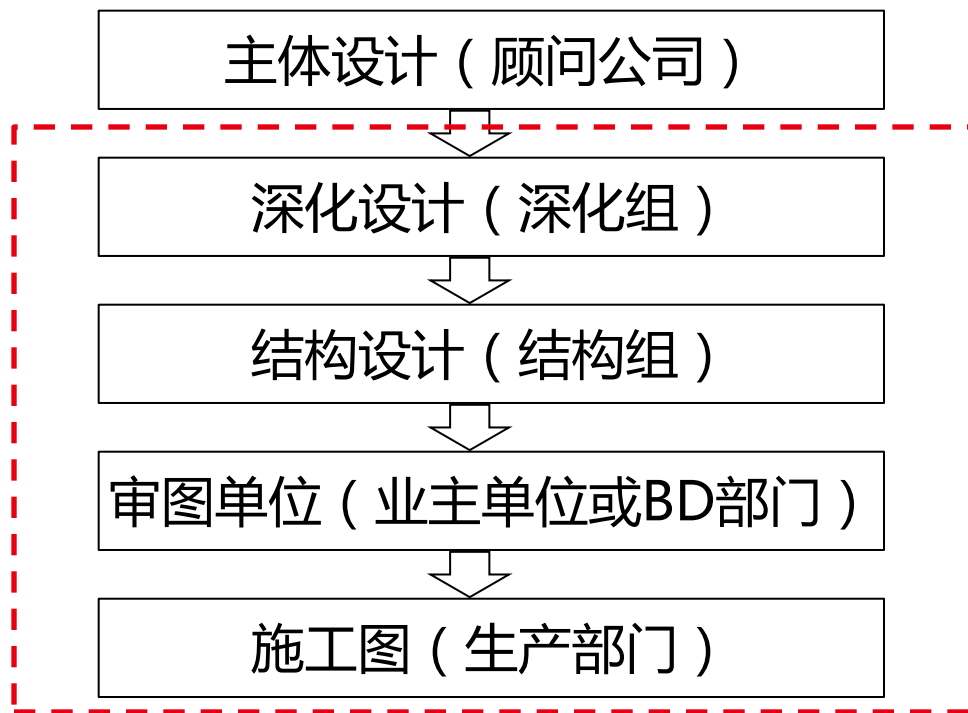 主体设计（顾问公司）
深化设计（深化组）
结构设计（结构组）
审图单位（业主单位或BD部门）
施工图（生产部门）